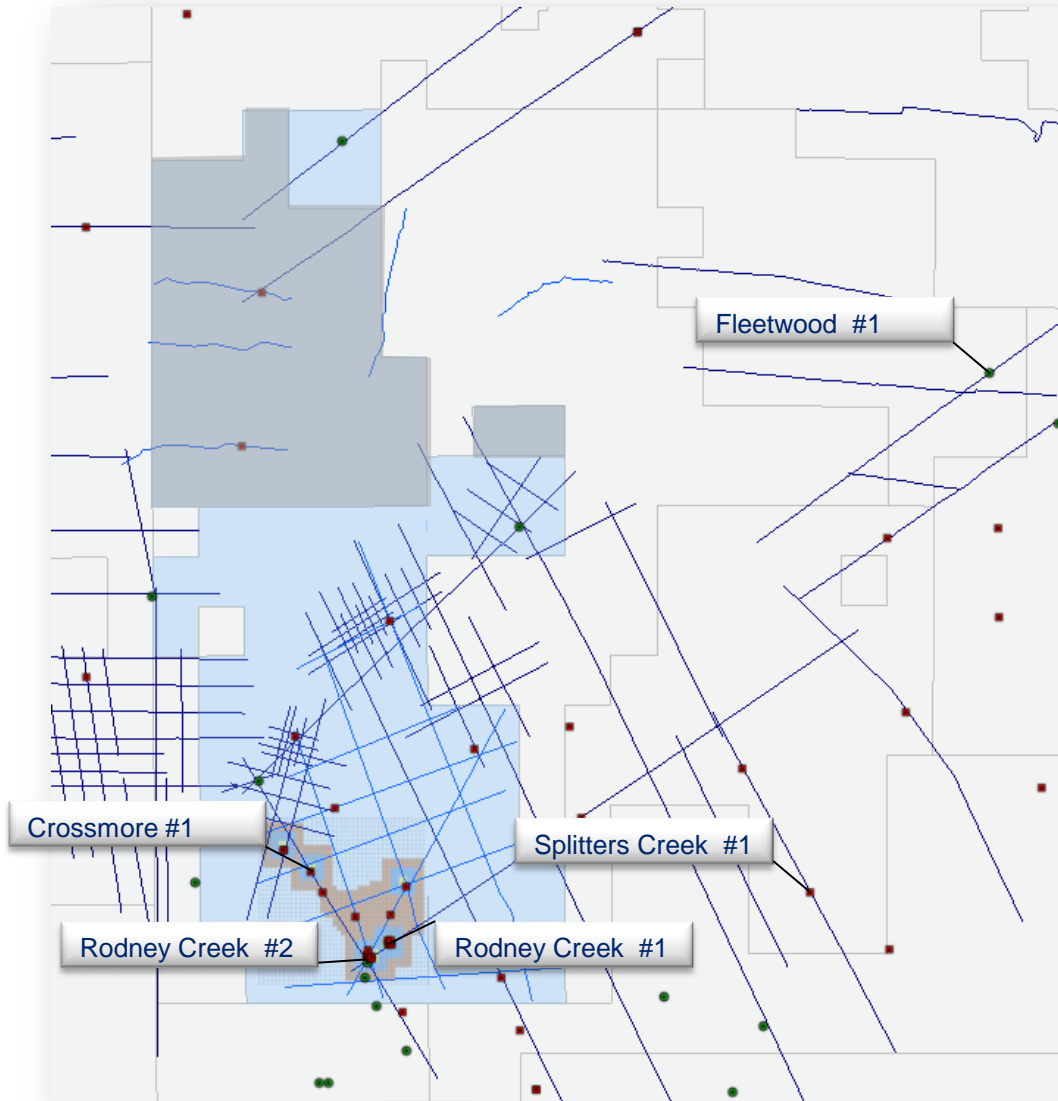 Fleetwood #1
Crossmore #1
Splitters Creek #1
Rodney Creek #2
Rodney Creek #1